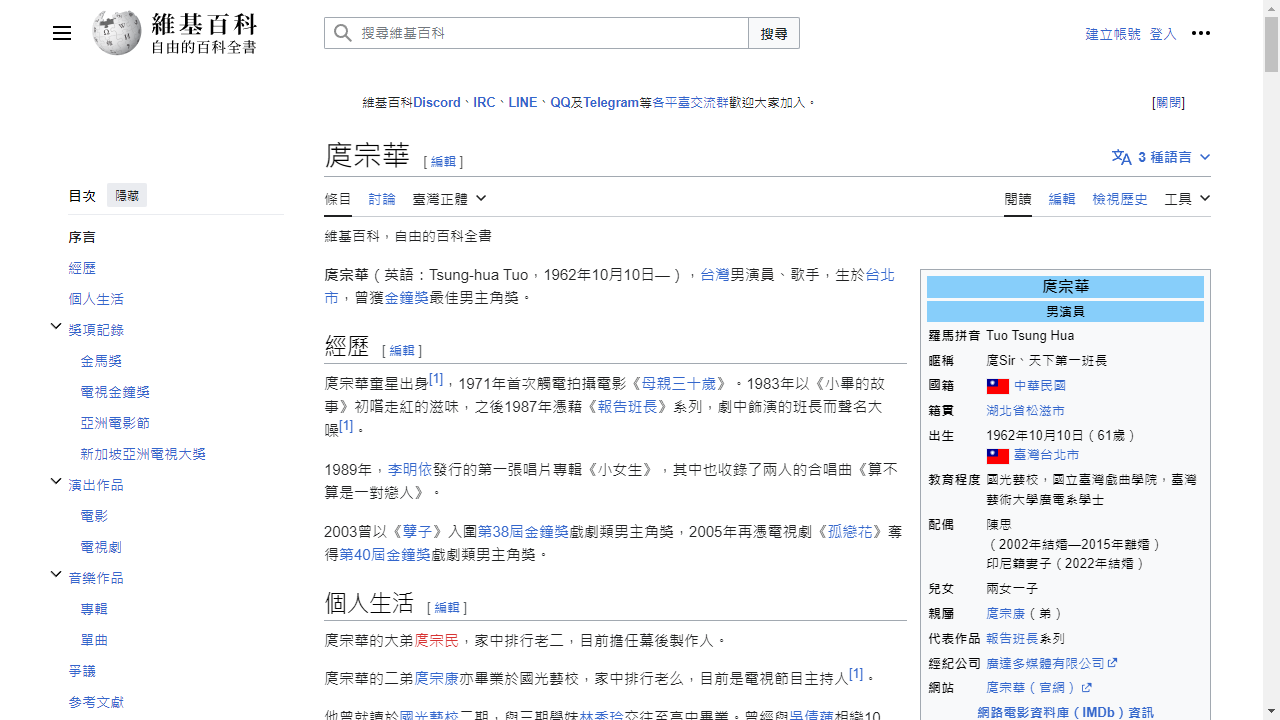 維基百科
自由的百科全書
搜尋維基百科
搜尋
建立帳號 登入
維基百科Discord、IRC、LINE、QQ及Telegram等各平臺交流群歡迎大家加入。
[關閉]
庹宗華 [ 編輯 ]
3 種語言
目次 隱藏
條目 討論 臺灣正體
閱讀 編輯 檢視歷史 工具
序言
經歷
個人生活
獎項記錄
金馬獎
電視金鐘獎
亞洲電影節
新加坡亞洲電視大獎
演出作品
電影
電視劇
音樂作品
專輯
單曲
爭議
參考文獻
維基百科，自由的百科全書
庹宗華（英語：Tsung-hua Tuo，1962年10月10日—），台灣男演員、歌手，生於台北
市，曾獲金鐘獎最佳男主角獎。
經歷 [ 編輯 ]
庹宗華童星出身[1]，1971年首次觸電拍攝電影《母親三十歲》。1983年以《小畢的故
事》初嚐走紅的滋味，之後1987年憑藉《報告班長》系列，劇中飾演的班長而聲名大
噪[1]。
1989年，李明依發行的第一張唱片專輯《小女生》，其中也收錄了兩人的合唱曲《算不
算是一對戀人》。
2003曾以《孽子》入圍第38屆金鐘獎戲劇類男主角獎，2005年再憑電視劇《孤戀花》奪
得第40屆金鐘獎戲劇類男主角獎。
個人生活 [ 編輯 ]
庹宗華的大弟庹宗民，家中排行老二，目前擔任幕後製作人。
庹宗華的二弟庹宗康亦畢業於國光藝校，家中排行老么，目前是電視節目主持人[1]。
他曾就讀於國光藝校二期，與三期學妹林秀玲交往至高中畢業。曾經與吳倩蓮相戀10
庹宗華
男演員
羅馬拼音 Tuo Tsung Hua
暱稱 庹Sir、天下第一班長
國籍 中華民國
籍貫 湖北省松滋市
出生 1962年10月10日（61歲）
臺灣台北市
教育程度 國光藝校，國立臺灣戲曲學院，臺灣
藝術大學廣電系學士
配偶 陳思
（2002年結婚—2015年離婚）
印尼籍妻子（2022年結婚）
兒女 兩女一子
親屬 庹宗康（弟）
代表作品 報告班長系列
經紀公司 廣達多媒體有限公司
網站 庹宗華（官網）
網路電影資料庫（IMDb）資訊